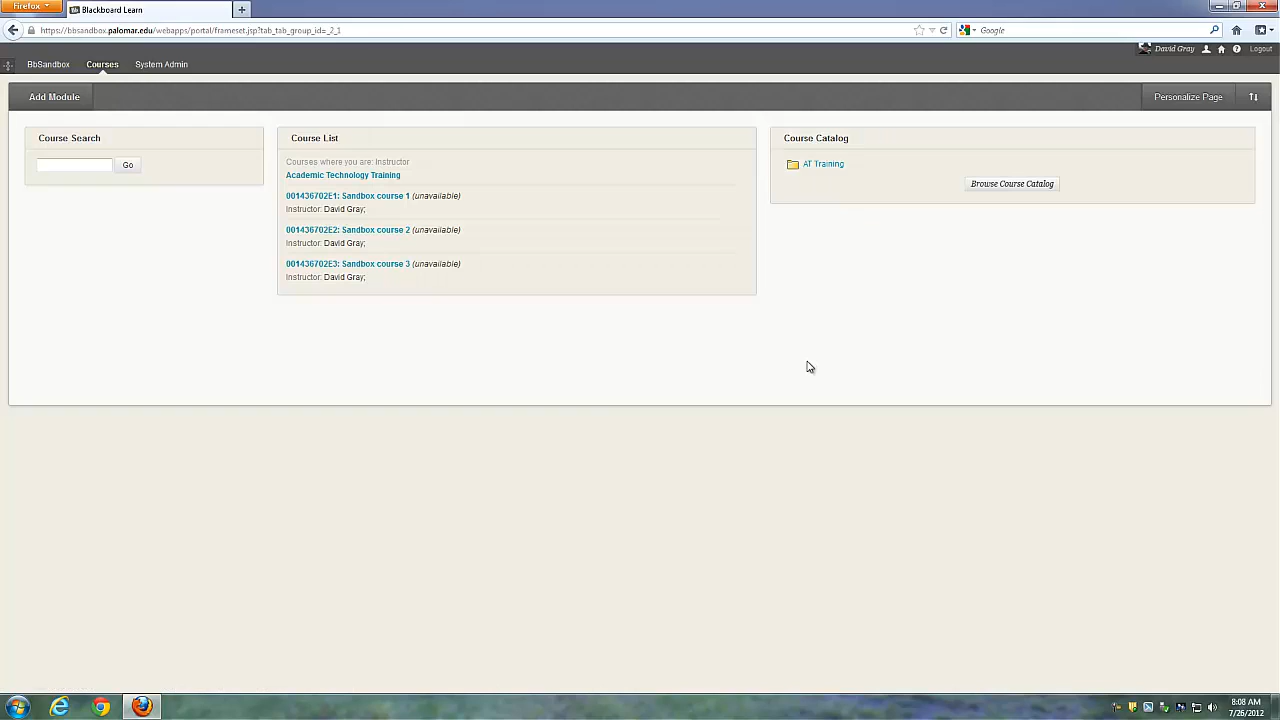 Firefox
Blackboard Learn
https://bbsandbox.palomar.edu/webapps/portal/frameset.jsp?tab_tab_group_id=_2_1
Google
David Gray
Logout
BbSandbox
Courses
System Admin
Add Module
Personalize Page
Course Search
Go
Course List
Courses where you are: Instructor
Academic Technology Training
001436702E1: Sandbox course 1 (unavailable)
Instructor: David Gray;
001436702E2: Sandbox course 2 (unavailable)
Instructor: David Gray;
001436702E3: Sandbox course 3 (unavailable)
Instructor: David Gray;
Course Catalog
AT Training
Browse Course Catalog
8:08 AM
7/26/2012